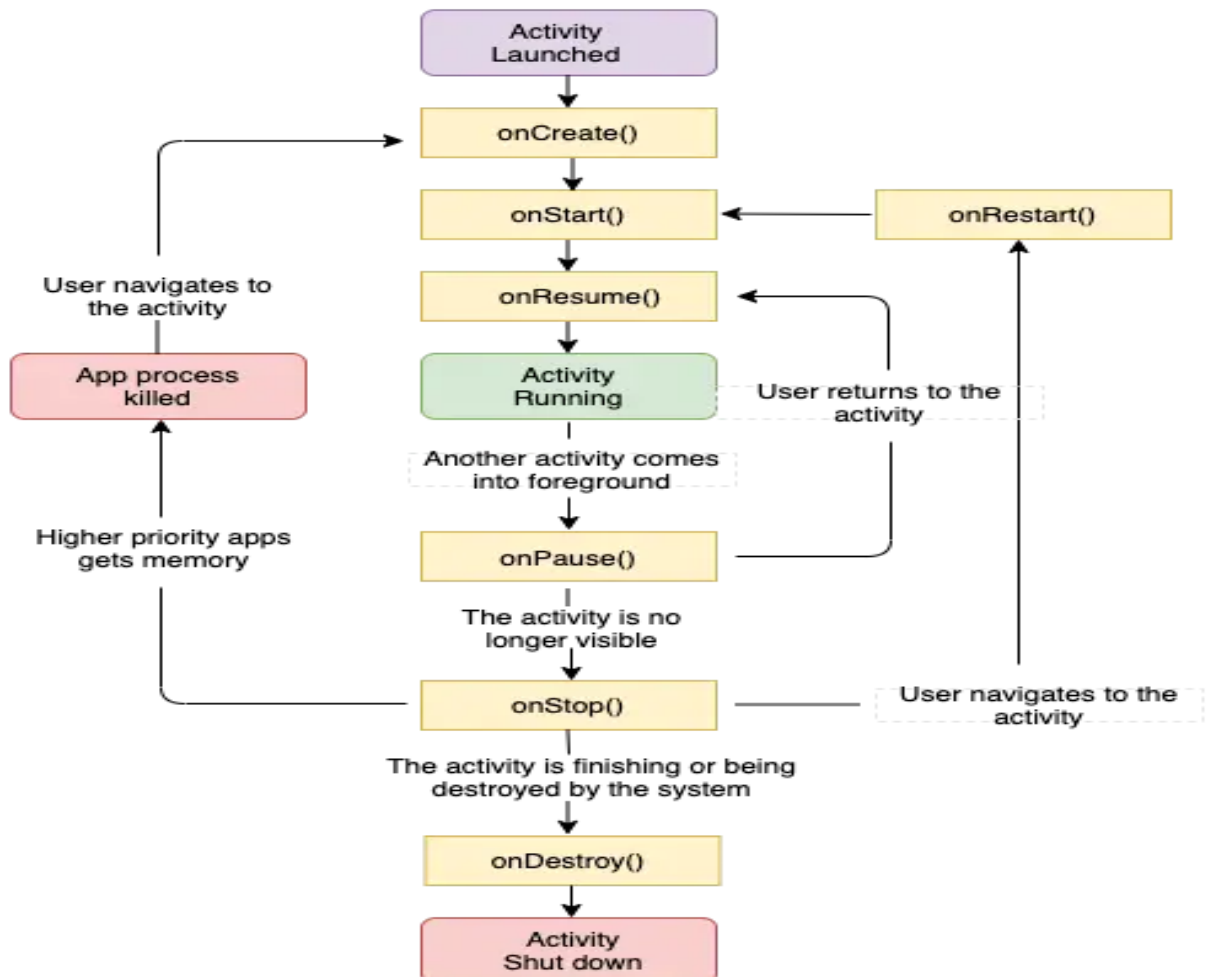 Activity
Launched
onCreate()
onStart()
onRestart()
User navigates to
the activity
onResume()
App process
killed
Activity
Running
User returns to the
activity
Another activity comes
into foreground
Higher priority apps
gets memory
onPause()
The activity is no
longer visible
onStop()
User navigates to the
activity
The activity is finishing or being
destroyed by the system
onDestroy()
Activity
Shut down